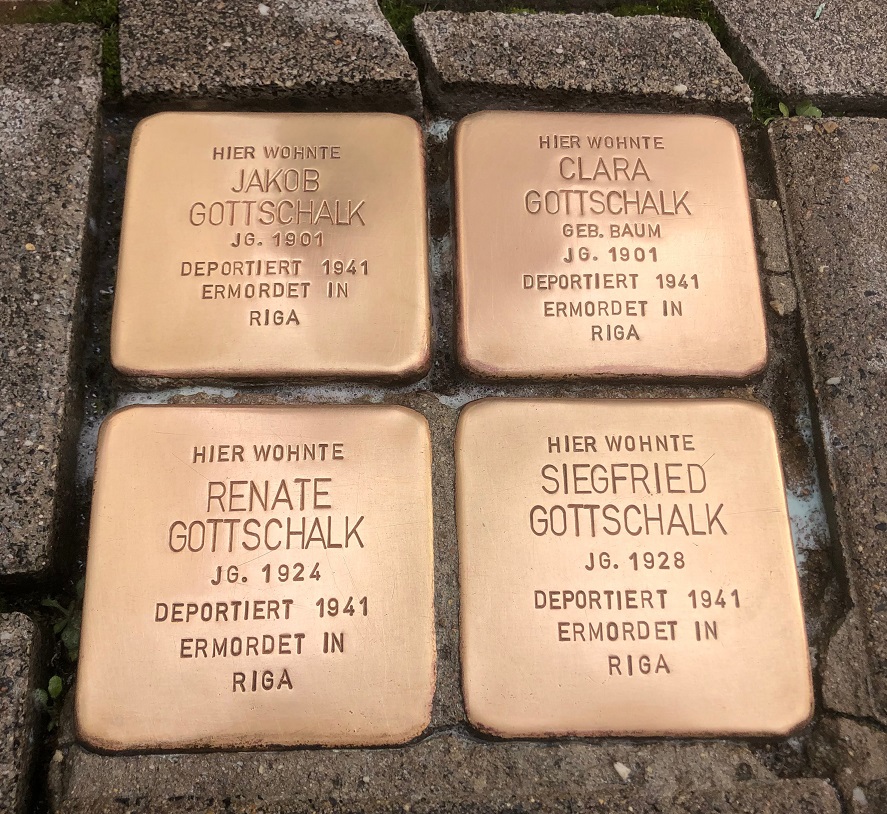 HIER WOHNTE
JAKOB
GOTTSCHALK
JG. 1901
DEPORTIERT 1941
ERMORDET IN
RIGA
HIER WOHNTE
CLARA
GOTTSCHALK
GEB. BAUM
JG. 1901
DEPORTIERT 1941
ERMORDET IN
RIGA
HIER WOHNTE
RENATE
GOTTSCHALK
JG. 1924
DEPORTIERT 1941
ERMORDET IN
RIGA
HIER WOHNTE
SIEGFRIED
GOTTSCHALK
JG. 1928
DEPORTIERT 1941
ERMORDET IN
RIGA